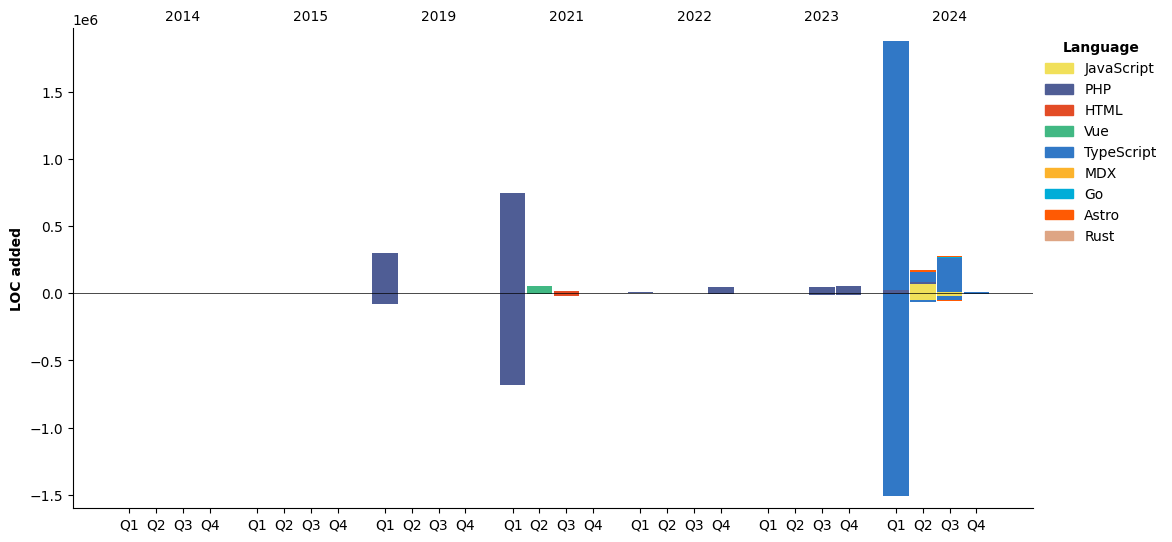 1e6
2014 2015 2019 2021 2022 2023 2024
Language
JavaScript
PHP
HTML
Vue
TypeScript
MDX
Go
Astro
Rust
LOC added
1.5
1.0
0.5
0.0
−0.5
−1.0
−1.5
Q1 Q2 Q3 Q4 Q1 Q2 Q3 Q4 Q1 Q2 Q3 Q4 Q1 Q2 Q3 Q4 Q1 Q2 Q3 Q4 Q1 Q2 Q3 Q4 Q1 Q2 Q3 Q4